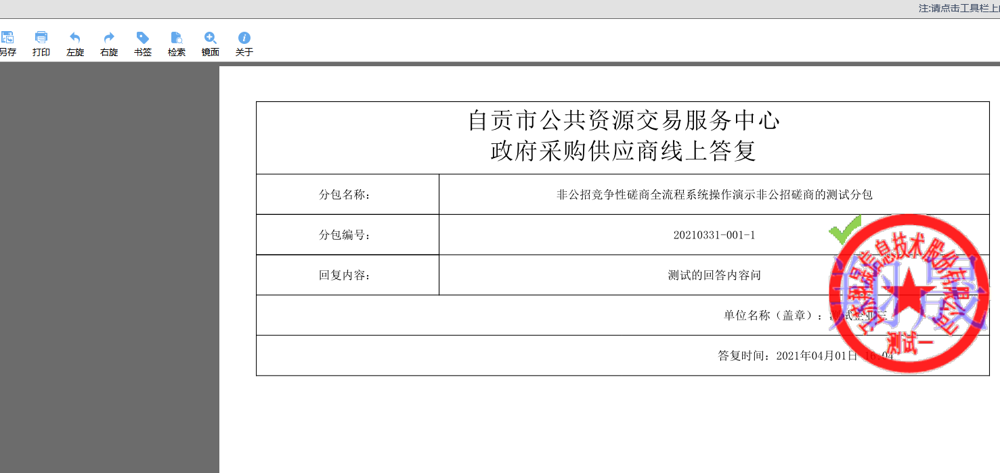 注:请点击工具栏上
另存 打印 左旋 右旋 书签 检索 镜面 关于
自贡市公共资源交易服务中心
政府采购供应商线上答复
分包名称： 非公招竞争性磋商全流程系统操作演示非公招磋商的测试分包
分包编号： 20210331-001-1
回复内容： 测试的回答内容问
单位名称（盖章）：测试企业三
答复时间：2021年04月01日 16:04
翔晟信息技术股份有限公司
翔晟
测试一